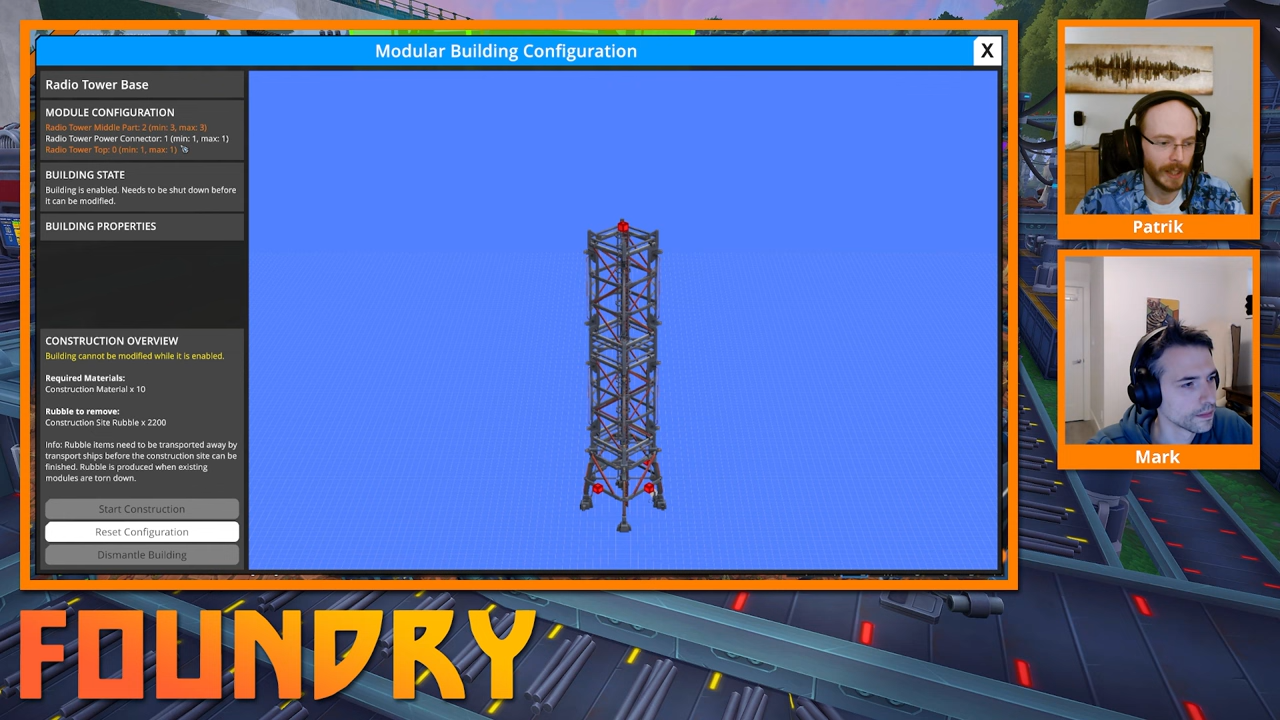 Modular Building Configuration
X
Radio Tower Base
MODULE CONFIGURATION
Radio Tower Middle Part: 2 (min: 3, max: 3)
Radio Tower Power Connector: 1 (min: 1, max: 1)
Radio Tower Top: 0 (min: 1, max: 1)
BUILDING STATE
Building is enabled. Needs to be shut down before
it can be modified.
BUILDING PROPERTIES
CONSTRUCTION OVERVIEW
Building cannot be modified while it is enabled.
Required Materials:
Construction Material x 10
Rubble to remove:
Construction Site Rubble x 2200
Info: Rubble items need to be transported away by
transport ships before the construction site can be
finished. Rubble is produced when existing
modules are torn down.
Start Construction
Reset Configuration
Dismantle Building
Patrik
Mark
FOUNDRY